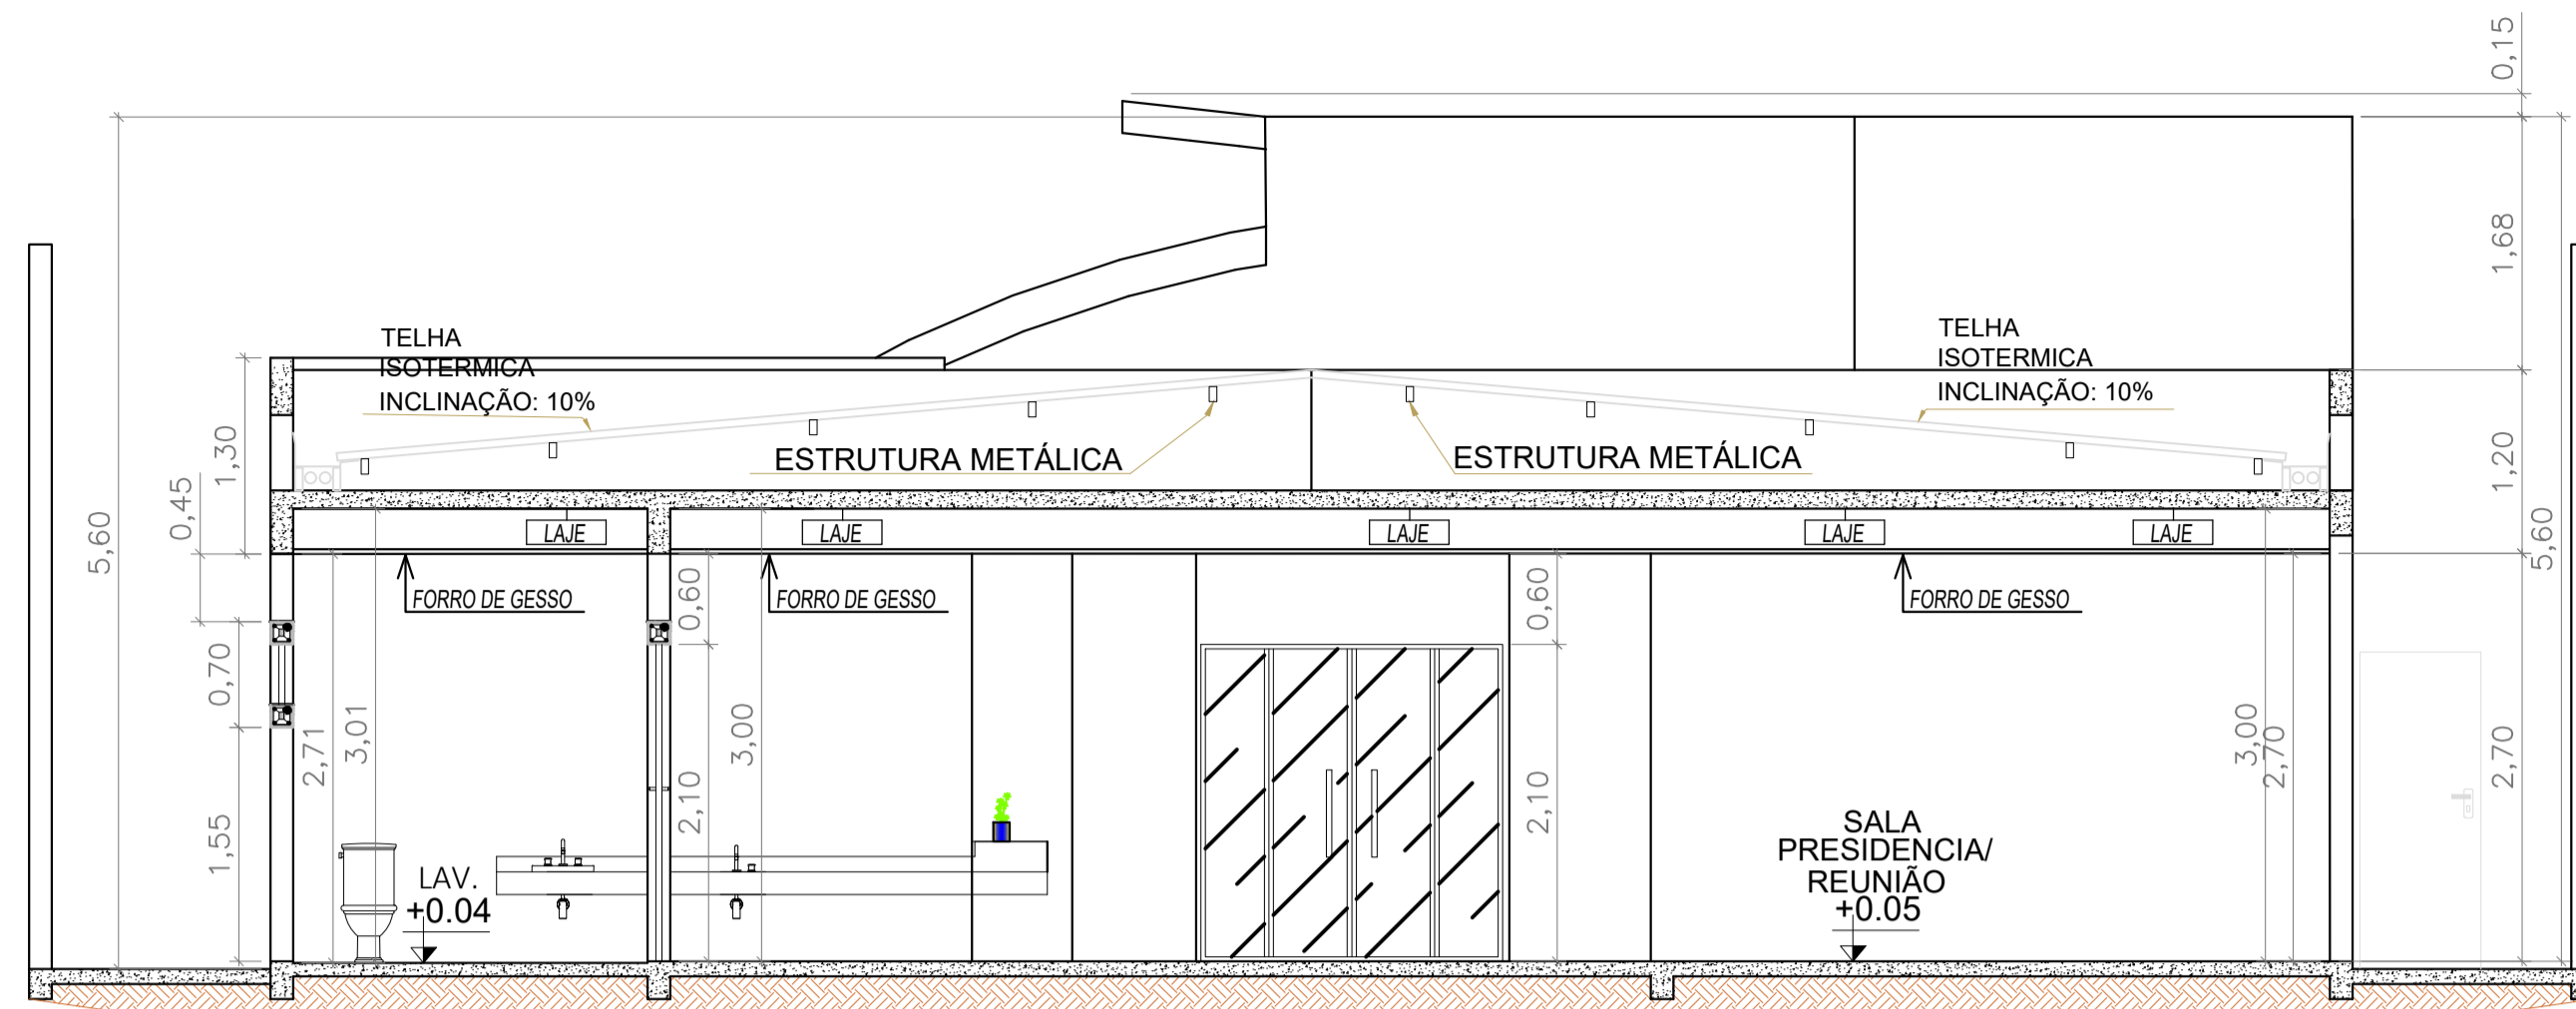 0,15
1,68
TELHA
ISOTERMICA
INCLINAÇÃO: 10%
TELHA
ISOTERMICA
INCLINAÇÃO: 10%
ESTRUTURA METÁLICA
ESTRUTURA METÁLICA
1,30
1,20
0,45
5,60
5,60
LAJE
LAJE
LAJE
LAJE
LAJE
FORRO DE GESSO
FORRO DE GESSO
FORRO DE GESSO
0,60
0,60
0,70
2,71
3,01
3,00
3,00
2,70
2,70
1,55
2,10
2,10
LAV.
+0.04
SALA
PRESIDENCIA/
REUNIÃO
+0.05